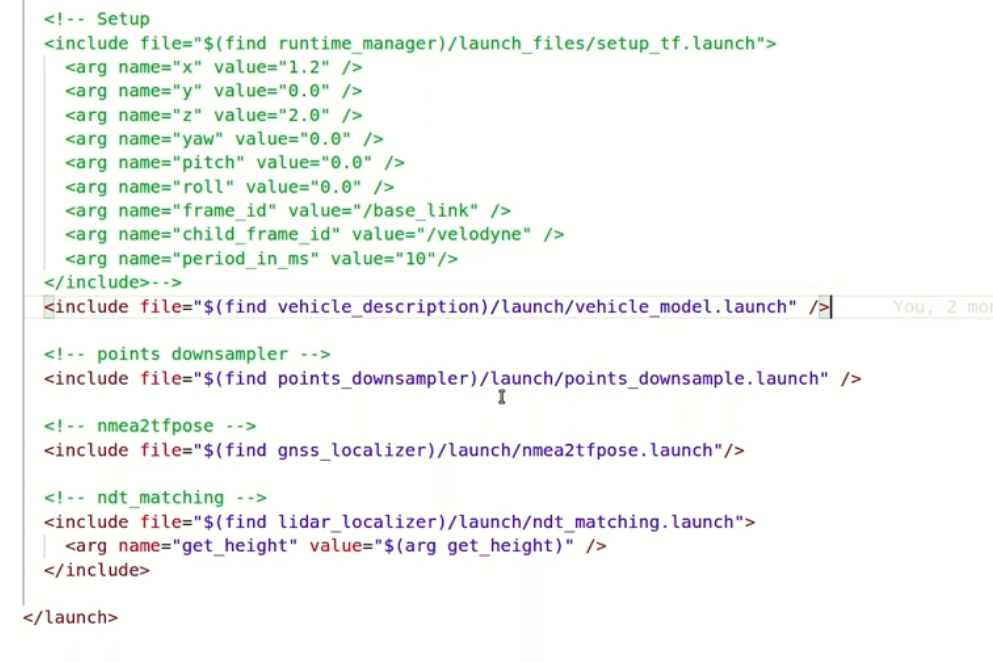 <!-- Setup
<include file="$(find runtime_manager)/launch_files/setup_tf.launch">
<arg name="x" value="1.2" />
<arg name="y" value="0.0" />
<arg name="z" value="2.0" />
<arg name="yaw" value="0.0" />
<arg name="pitch" value="0.0" />
<arg name="roll" value="0.0" />
<arg name="frame_id" value="/base_link" />
<arg name="child_frame_id" value="/velodyne" />
<arg name="period_in_ms" value="10"/>
</include>-->
<include file="$(find vehicle_description)/launch/vehicle_model.launch" /> You, 2 mo
<!-- points downsampler -->
<include file="$(find points_downsampler)/launch/points_downsample.launch" />
<!-- nmea2tfpose -->
<include file="$(find gnss_localizer)/launch/nmea2tfpose.launch"/>
<!-- ndt_matching -->
<include file="$(find lidar_localizer)/launch/ndt_matching.launch">
<arg name="get_height" value="$(arg get_height)" />
</include>
</launch>